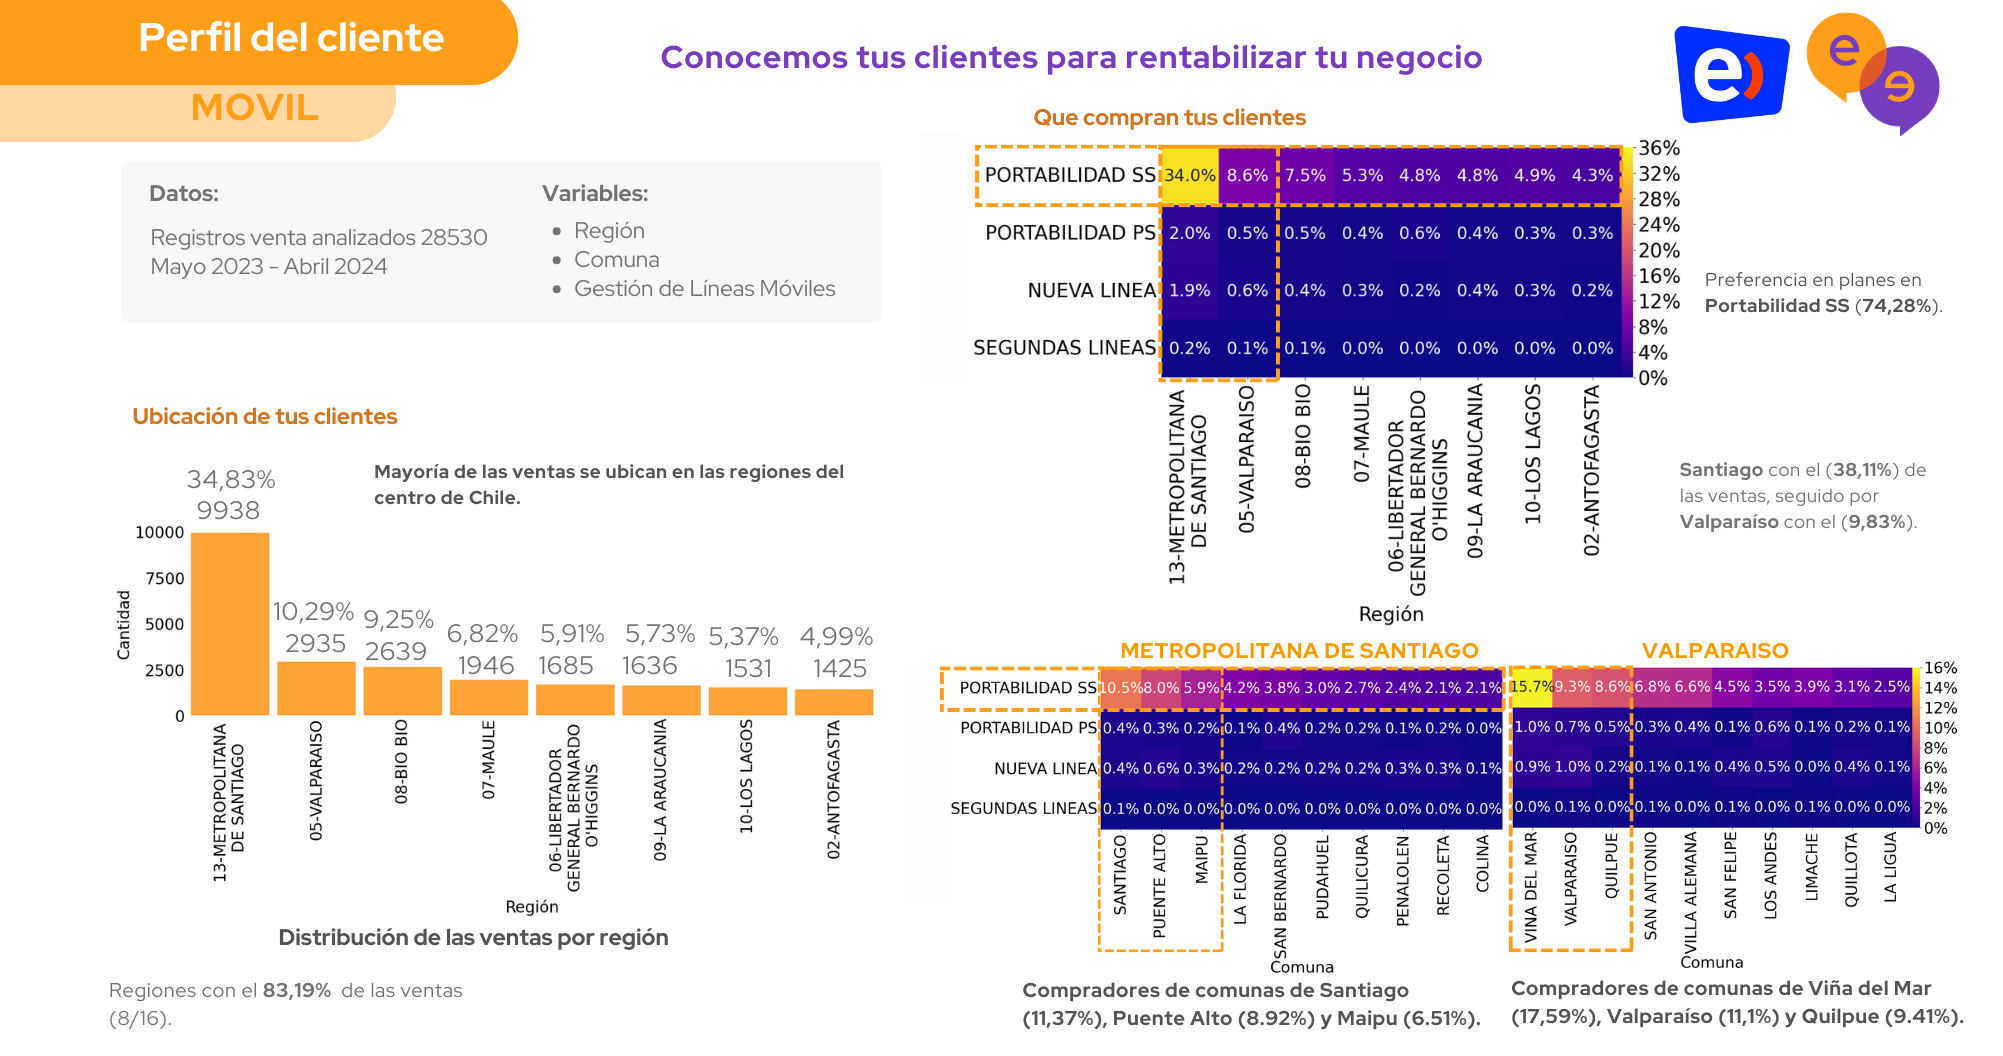 Perfil del cliente
MOVIL
Conocemos tus clientes para rentabilizar tu negocio
e)
e
e
Datos:
Registros venta analizados 28530
Mayo 2023 - Abril 2024
Variables:
• Región
• Comuna
• Gestión de Líneas Móviles
Ubicación de tus clientes
Mayoría de las ventas se ubican en las regiones del
centro de Chile.
34,83%
9938
10,29%
2935
9,25%
2639
6,82%
1946
5,91%
1685
5,73%
1636
5,37%
1531
4,99%
1425
10000
7500
5000
2500
0
Cantidad
13-METROPOLITANA
DE SANTIAGO
05-VALPARAISO
08-BIO BIO
07-MAULE
06-LIBERTADOR
GENERAL BERNARDO
O'HIGGINS
09-LA ARAUCANIA
10-LOS LAGOS
02-ANTOFAGASTA
Región
Distribución de las ventas por región
Regiones con el 83,19% de las ventas
(8/16).
Que compran tus clientes
PORTABILIDAD SS 34.0% 8.6% 7.5% 5.3% 4.8% 4.8% 4.9% 4.3%
PORTABILIDAD PS 2.0% 0.5% 0.5% 0.4% 0.6% 0.4% 0.3% 0.3%
NUEVA LINEA 1.9% 0.6% 0.4% 0.3% 0.2% 0.4% 0.3% 0.2%
SEGUNDAS LINEAS 0.2% 0.1% 0.1% 0.0% 0.0% 0.0% 0.0% 0.0%
36%
32%
28%
24%
20%
16%
12%
8%
4%
0%
13-METROPOLITANA
DE SANTIAGO
05-VALPARAISO
08-BIO BIO
07-MAULE
06-LIBERTADOR
GENERAL BERNARDO
O'HIGGINS
09-LA ARAUCANIA
10-LOS LAGOS
02-ANTOFAGASTA
Región
Preferencia en planes en
Portabilidad SS (74,28%).
Santiago con el (38,11%) de
las ventas, seguido por
Valparaíso con el (9,83%).
METROPOLITANA DE SANTIAGO
PORTABILIDAD SS 10.5% 8.0% 5.9% 4.2% 3.8% 3.0% 2.7% 2.4% 2.1% 2.1%
PORTABILIDAD PS 0.4% 0.3% 0.2% 0.1% 0.4% 0.2% 0.2% 0.1% 0.2% 0.0%
NUEVA LINEA 0.4% 0.6% 0.3% 0.2% 0.2% 0.2% 0.2% 0.3% 0.3% 0.1%
SEGUNDAS LINEAS 0.1% 0.0% 0.0% 0.0% 0.0% 0.0% 0.0% 0.0% 0.0% 0.0%
SANTIAGO
PUENTE ALTO
MAIPU
LA FLORIDA
SAN BERNARDO
PUDAHUEL
QUILICURA
PENALOLEN
RECOLETA
COLINA
Comuna
Compradores de comunas de Santiago
(11,37%), Puente Alto (8.92%) y Maipu (6.51%).
VALPARAISO
15.7% 9.3% 8.6% 6.8% 6.6% 4.5% 3.5% 3.9% 3.1% 2.5%
1.0% 0.7% 0.5% 0.3% 0.4% 0.1% 0.6% 0.1% 0.2% 0.1%
0.9% 1.0% 0.2% 0.1% 0.1% 0.4% 0.5% 0.0% 0.4% 0.1%
0.0% 0.1% 0.0% 0.1% 0.0% 0.1% 0.0% 0.1% 0.0% 0.0%
16%
14%
12%
10%
8%
6%
4%
2%
0%
VINA DEL MAR
VALPARAISO
QUILPUE
SAN ANTONIO
VILLA ALEMANA
SAN FELIPE
LOS ANDES
LIMACHE
QUILLOTA
LA LIGUA
Comuna
Compradores de comunas de Viña del Mar
(17,59%), Valparaíso (11,1%) y Quilpue (9.41%).